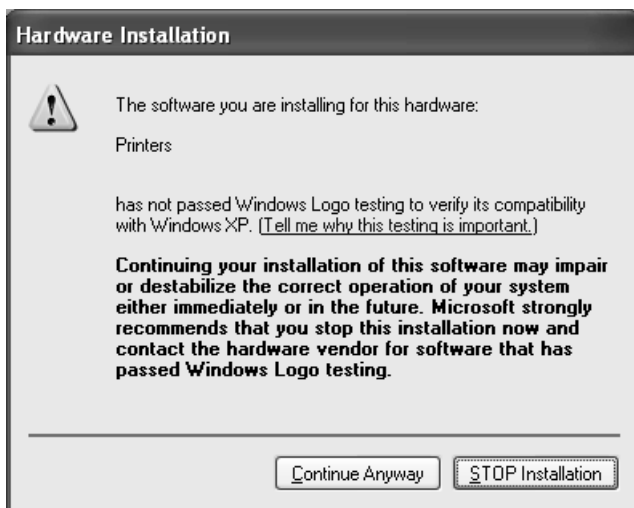 Hardware Installation
The software you are installing for this hardware:
Printers
has not passed Windows Logo testing to verify its compatibility
with Windows XP. (Tell me why this testing is important.)
Continuing your installation of this software may impair
or destabilize the correct operation of your system
either immediately or in the future. Microsoft strongly
recommends that you stop this installation now and
contact the hardware vendor for software that has
passed Windows Logo testing.
Continue Anyway
STOP Installation